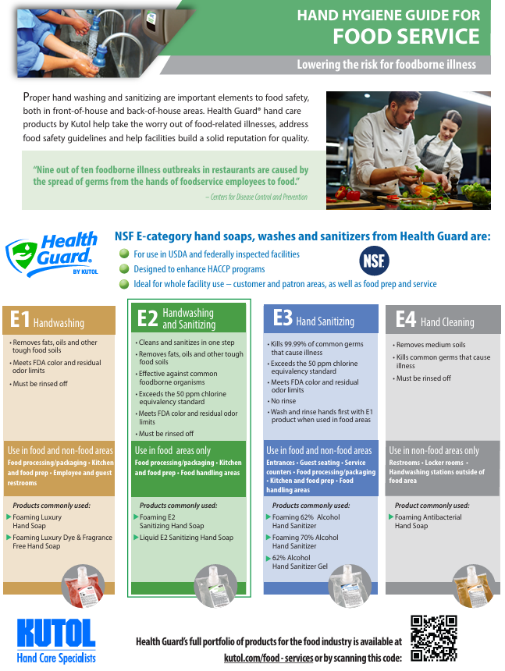 HAND HYGIENE GUIDE FOR
FOOD SERVICE
Lowering the risk for foodborne illness
Proper hand washing and sanitizing are important elements to food safety,
both in front-of-house and back-of-house areas. Health Guard® hand care
products by Kutol help take the worry out of food-related illnesses, address
food safety guidelines and help facilities build a solid reputation for quality.
“Nine out of ten foodborne illness outbreaks in restaurants are caused by
the spread of germs from the hands of foodservice employees to food.”
– Centers for Disease Control and Prevention
Health
Guard®
BY KUTOL
NSF E-category hand soaps, washes and sanitizers from Health Guard are:
For use in USDA and federally inspected facilities
Designed to enhance HACCP programs
Ideal for whole facility use – customer and patron areas, as well as food prep and service
NSF
E1 Handwashing
• Removes fats, oils and other
tough food soils
• Meets FDA color and residual
odor limits
• Must be rinsed off
Use in food and non-food areas
Food processing/packaging • Kitchen
and food prep • Employee and guest
restrooms
Products commonly used:
Foaming Luxury
Hand Soap
Foaming Luxury Dye & Fragrance
Free Hand Soap
E2 Handwashing
and Sanitizing
• Cleans and sanitizes in one step
• Removes fats, oils and other tough
food soils
• Effective against common
foodborne organisms
• Exceeds the 50 ppm chlorine
equivalency standard
• Meets FDA color and residual odor
limits
• Must be rinsed off
Use in food areas only
Food processing/packaging • Kitchen
and food prep • Food handling areas
Products commonly used:
Foaming E2
Sanitizing Hand Soap
Liquid E2 Sanitizing Hand Soap
E3 Hand Sanitizing
• Kills 99.99% of common germs
that cause illness
• Exceeds the 50 ppm chlorine
equivalency standard
• Meets FDA color and residual
odor limits
• No rinse
• Wash and rinse hands first with E1
product when used in food areas
Use in food and non-food areas
Entrances • Guest seating • Service
counters • Food processing/packaging
• Kitchen and food prep • Food
handling areas
Products commonly used:
Foaming 62% Alcohol
Hand Sanitizer
Foaming 70% Alcohol
Hand Sanitizer
62% Alcohol
Hand Sanitizer Gel
E4 Hand Cleaning
• Removes medium soils
• Kills common germs that cause
illness
• Must be rinsed off
Use in non-food areas only
Restrooms • Locker rooms •
Handwashing stations outside of
food area
Product commonly used:
Foaming Antibacterial
Hand Soap
KUTOL
Hand Care Specialists
Health Guard’s full portfolio of products for the food industry is available at
kutol.com/food - services or by scanning this code: